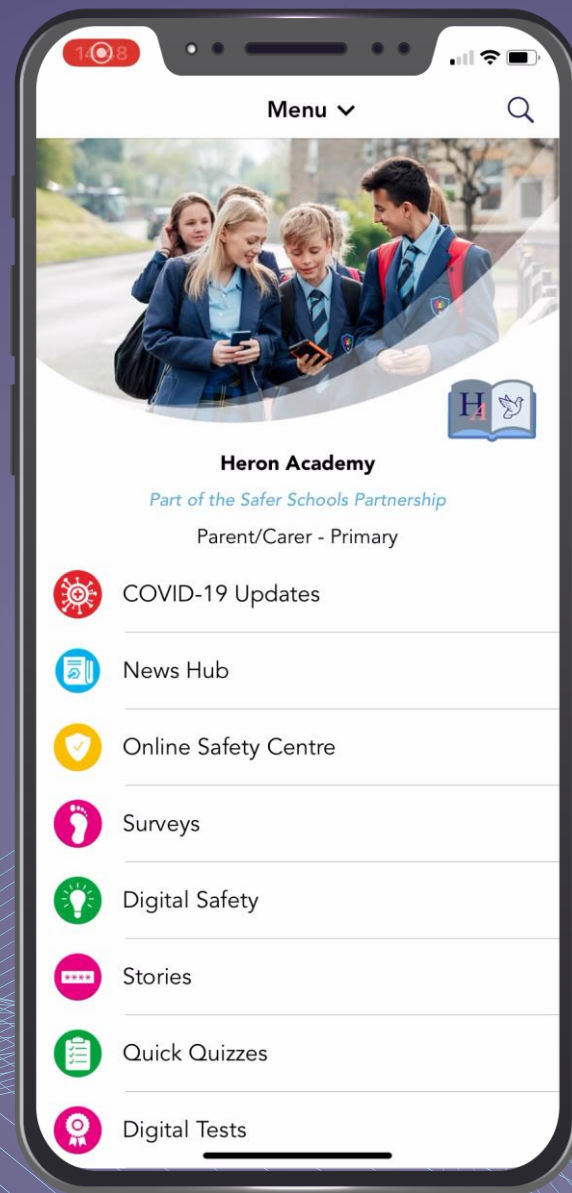 Menu
Heron Academy
Part of the Safer Schools Partnership
Parent/Carer - Primary
COVID-19 Updates
News Hub
Online Safety Centre
Surveys
Digital Safety
Stories
Quick Quizzes
Digital Tests